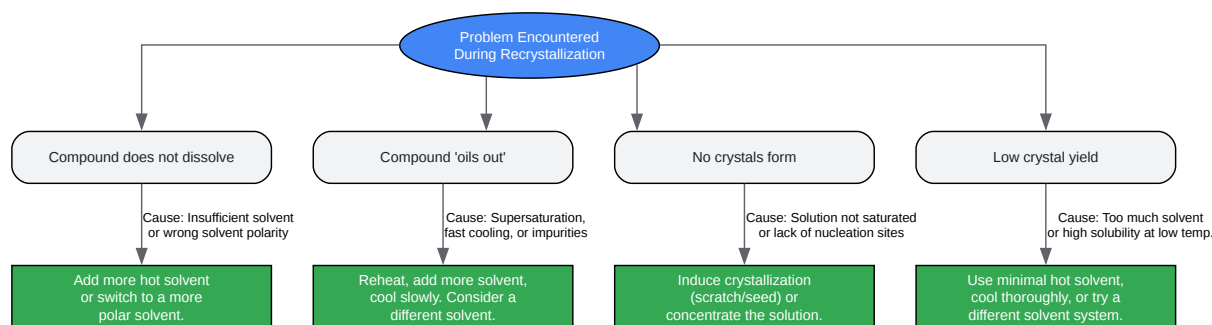 Problem Encountered
During Recrystallization
Compound does not dissolve
Compound 'oils out'
No crystals form
Low crystal yield
Cause: Insufficient solvent
or wrong solvent polarity
Cause: Supersaturation,
fast cooling, or impurities
Cause: Solution not saturated
or lack of nucleation sites
Cause: Too much solvent
or high solubility at low temp.
Add more hot solvent
or switch to a more
polar solvent.
Reheat, add more solvent,
cool slowly. Consider a
different solvent.
Induce crystallization
(scratch/seed) or
concentrate the solution.
Use minimal hot solvent,
cool thoroughly, or try a
different solvent system.